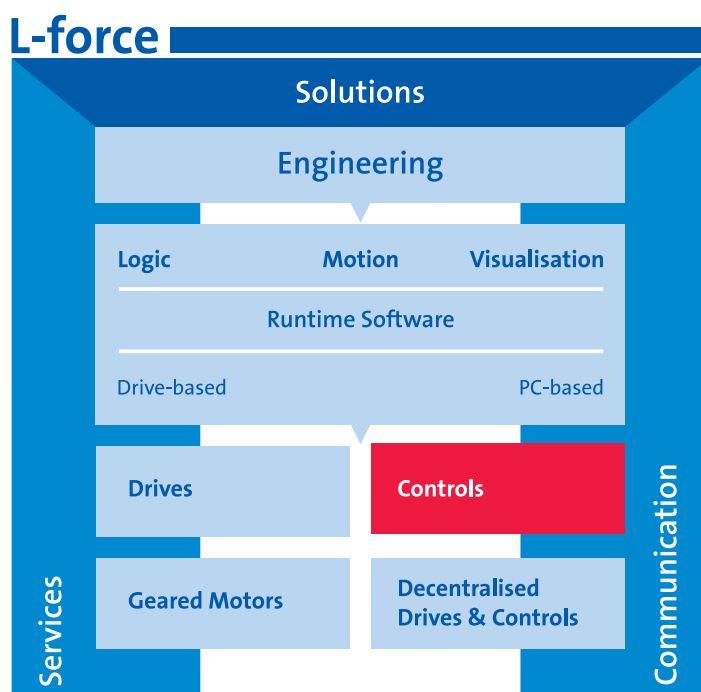 L-force
Solutions
Engineering
Logic Motion Visualisation
Runtime Software
Drive-based PC-based
Drives
Controls
Geared Motors
Decentralised
Drives & Controls
Services
Communication